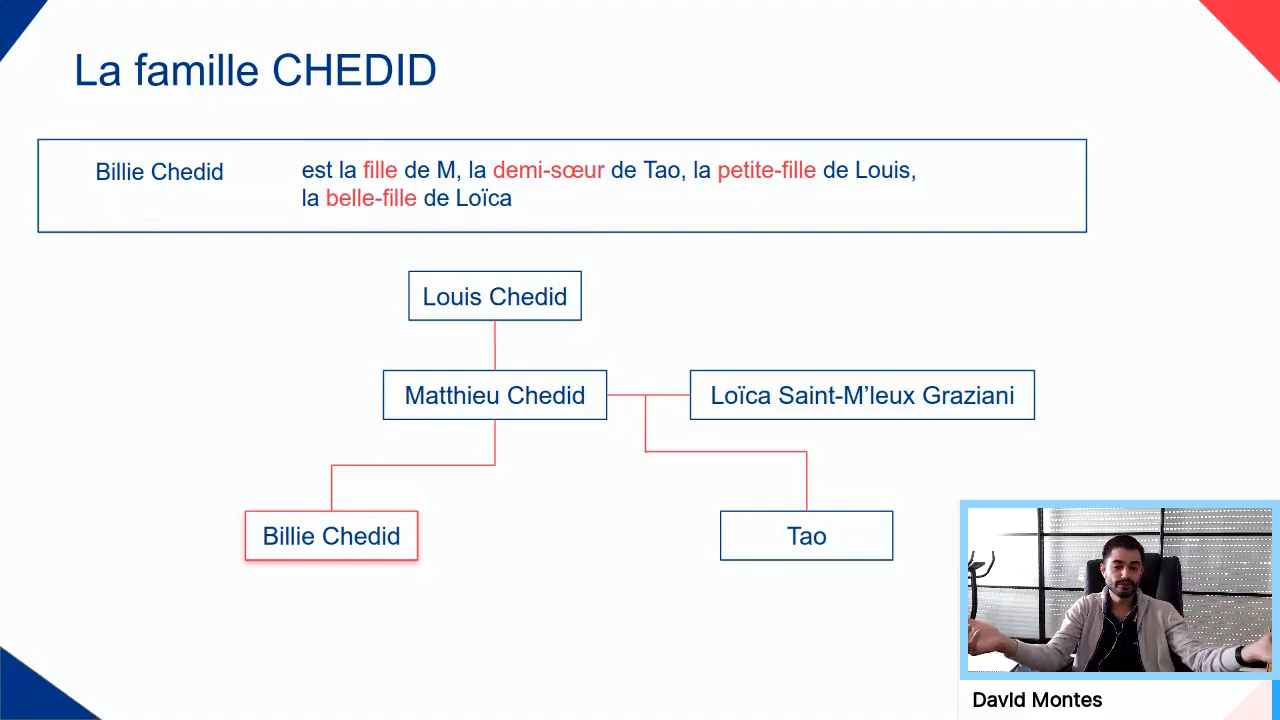 La famille CHEDID
Billie Chedid
est la fille de M, la demi-sœur de Tao, la petite-fille de Louis,
la belle-fille de Loïca
Louis Chedid
Matthieu Chedid
Loïca Saint-M’leux Graziani
Billie Chedid
Tao
David Montes